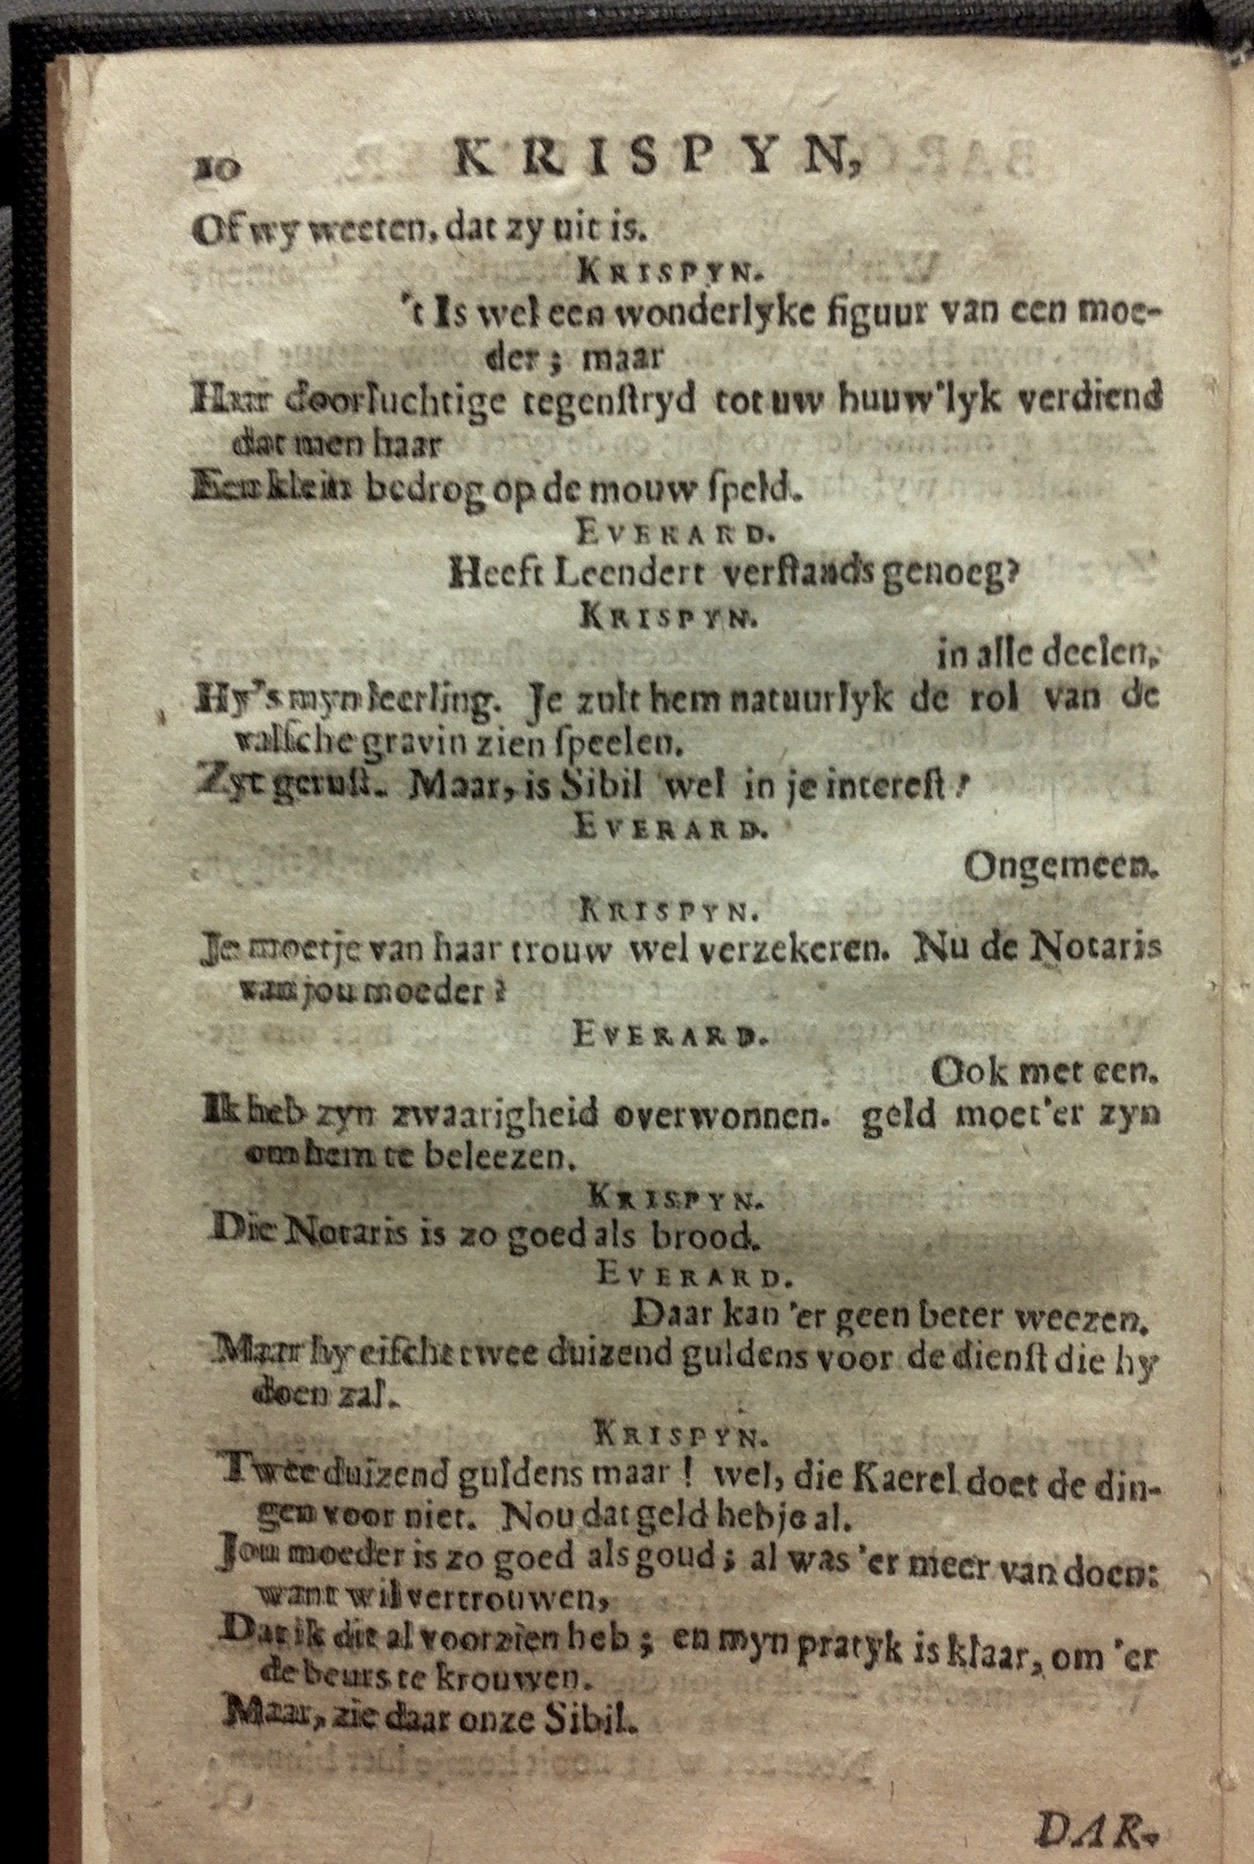 10 KRISPYN,
Of wy weeten, dat zy uit is.
KRISPYN.
't Is wel een wonderlyke figuur van een moe-
der; maar
Haar doorluchtige tegenſtryd tot uw huuw'lyk verdiend
dat men haar
Een klein bedrog op de mouw ſpeld.
EVERARD.
Heeft Leendert verſtands genoeg?
KRISPYN.
in alle deelen,
Hy's myn leerling. Je zult hem natuurlyk de rol van de
valſche gravin zien ſpeelen.
Zyt geruſt. Maar, is Sibil wel in je intereſt?
EVERARD.
Ongemeen.
KRISPYN.
Je moetje van haar trouw wel verzekeren. Nu de Notaris
van jou moeder?
EVERARD.
Ook met een.
Ik heb zyn zwaarigheid overwonnen. geld moet'er zyn
om hem te beleezen.
KRISPYN.
Die Notaris is zo goed als brood.
EVERARD.
Daar kan 'er geen beter weezen.
Maar hy eiſcht twee duizend guldens voor de dienſt die hy
doen zal.
KRISPYN.
Twee duizend guldens maar! wel, die Kaerel doet de din-
gen voor niet. Nou dat geld heb je al.
Jou moeder is zo goed als goud; al was 'er meer van doen:
want wil vertrouwen,
Dat ik dit al voorzien heb; en myn pratyk is klaar, om 'er
de beurs te krouwen.
Maar, zie daar onze Sibil.
DAR-